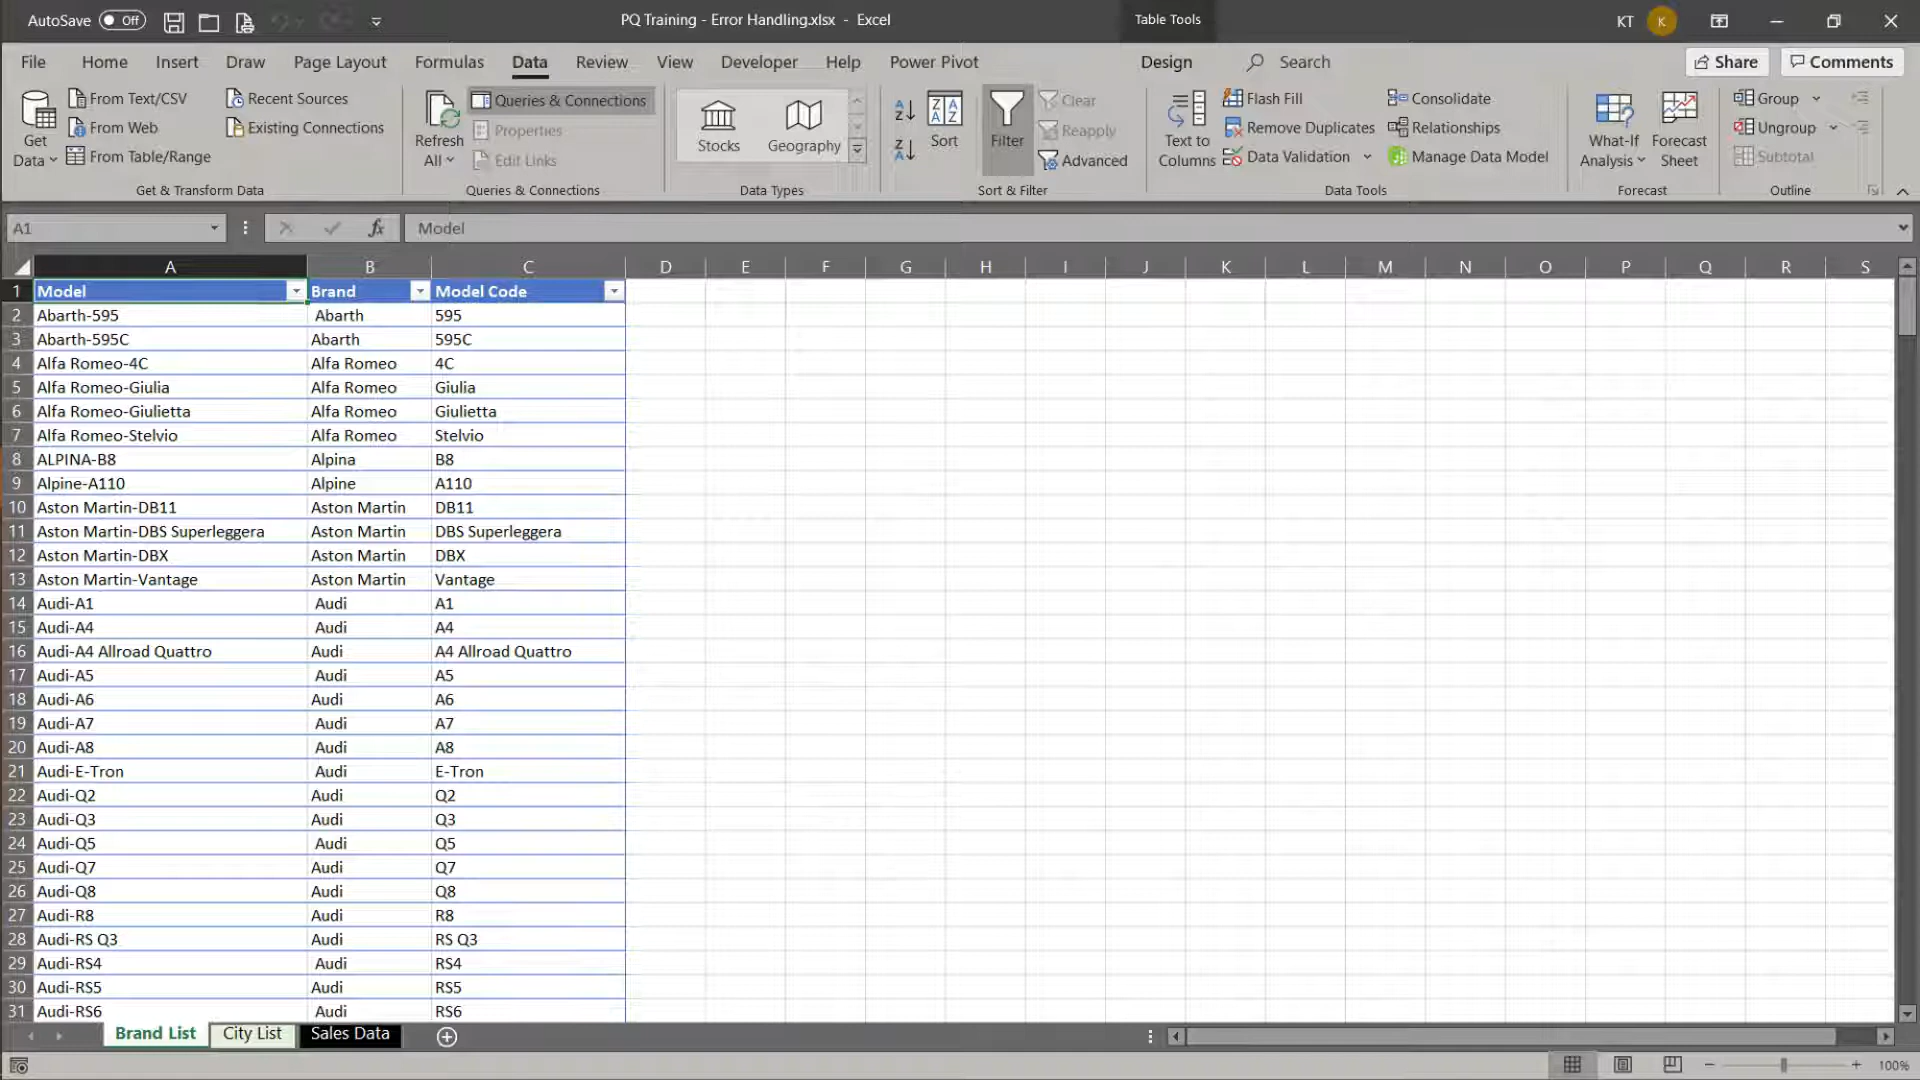 AutoSave Off PQ Training - Error Handling.xlsx - Excel Table Tools KT K
File Home Insert Draw Page Layout Formulas Data Review View Developer Help Power Pivot Design Search Share Comments
Get Data
From Text/CSV
From Web
From Table/Range
Recent Sources
Existing Connections
Get & Transform Data
Refresh All
Queries & Connections
Properties
Edit Links
Queries & Connections
Stocks
Geography
Data Types
Sort
Filter
Clear
Reapply
Advanced
Sort & Filter
Text to Columns
Flash Fill
Remove Duplicates
Data Validation
Consolidate
Relationships
Manage Data Model
Data Tools
What-If Analysis
Forecast Sheet
Forecast
Group
Ungroup
Subtotal
Outline
A1 fx Model
A B C D E F G H I J K L M N O P Q R S
1 Model Brand Model Code
2 Abarth-595 Abarth 595
3 Abarth-595C Abarth 595C
4 Alfa Romeo-4C Alfa Romeo 4C
5 Alfa Romeo-Giulia Alfa Romeo Giulia
6 Alfa Romeo-Giulietta Alfa Romeo Giulietta
7 Alfa Romeo-Stelvio Alfa Romeo Stelvio
8 ALPINA-B8 Alpina B8
9 Alpine-A110 Alpine A110
10 Aston Martin-DB11 Aston Martin DB11
11 Aston Martin-DBS Superleggera Aston Martin DBS Superleggera
12 Aston Martin-DBX Aston Martin DBX
13 Aston Martin-Vantage Aston Martin Vantage
14 Audi-A1 Audi A1
15 Audi-A4 Audi A4
16 Audi-A4 Allroad Quattro Audi A4 Allroad Quattro
17 Audi-A5 Audi A5
18 Audi-A6 Audi A6
19 Audi-A7 Audi A7
20 Audi-A8 Audi A8
21 Audi-E-Tron Audi E-Tron
22 Audi-Q2 Audi Q2
23 Audi-Q3 Audi Q3
24 Audi-Q5 Audi Q5
25 Audi-Q7 Audi Q7
26 Audi-Q8 Audi Q8
27 Audi-R8 Audi R8
28 Audi-RS Q3 Audi RS Q3
29 Audi-RS4 Audi RS4
30 Audi-RS5 Audi RS5
31 Audi-RS6 Audi RS6
Brand List City List Sales Data
100%